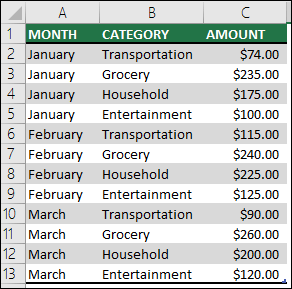 A B C
1 MONTH CATEGORY AMOUNT
2 January Transportation $74.00
3 January Grocery $235.00
4 January Household $175.00
5 January Entertainment $100.00
6 February Transportation $115.00
7 February Grocery $240.00
8 February Household $225.00
9 February Entertainment $125.00
10 March Transportation $90.00
11 March Grocery $260.00
12 March Household $200.00
13 March Entertainment $120.00